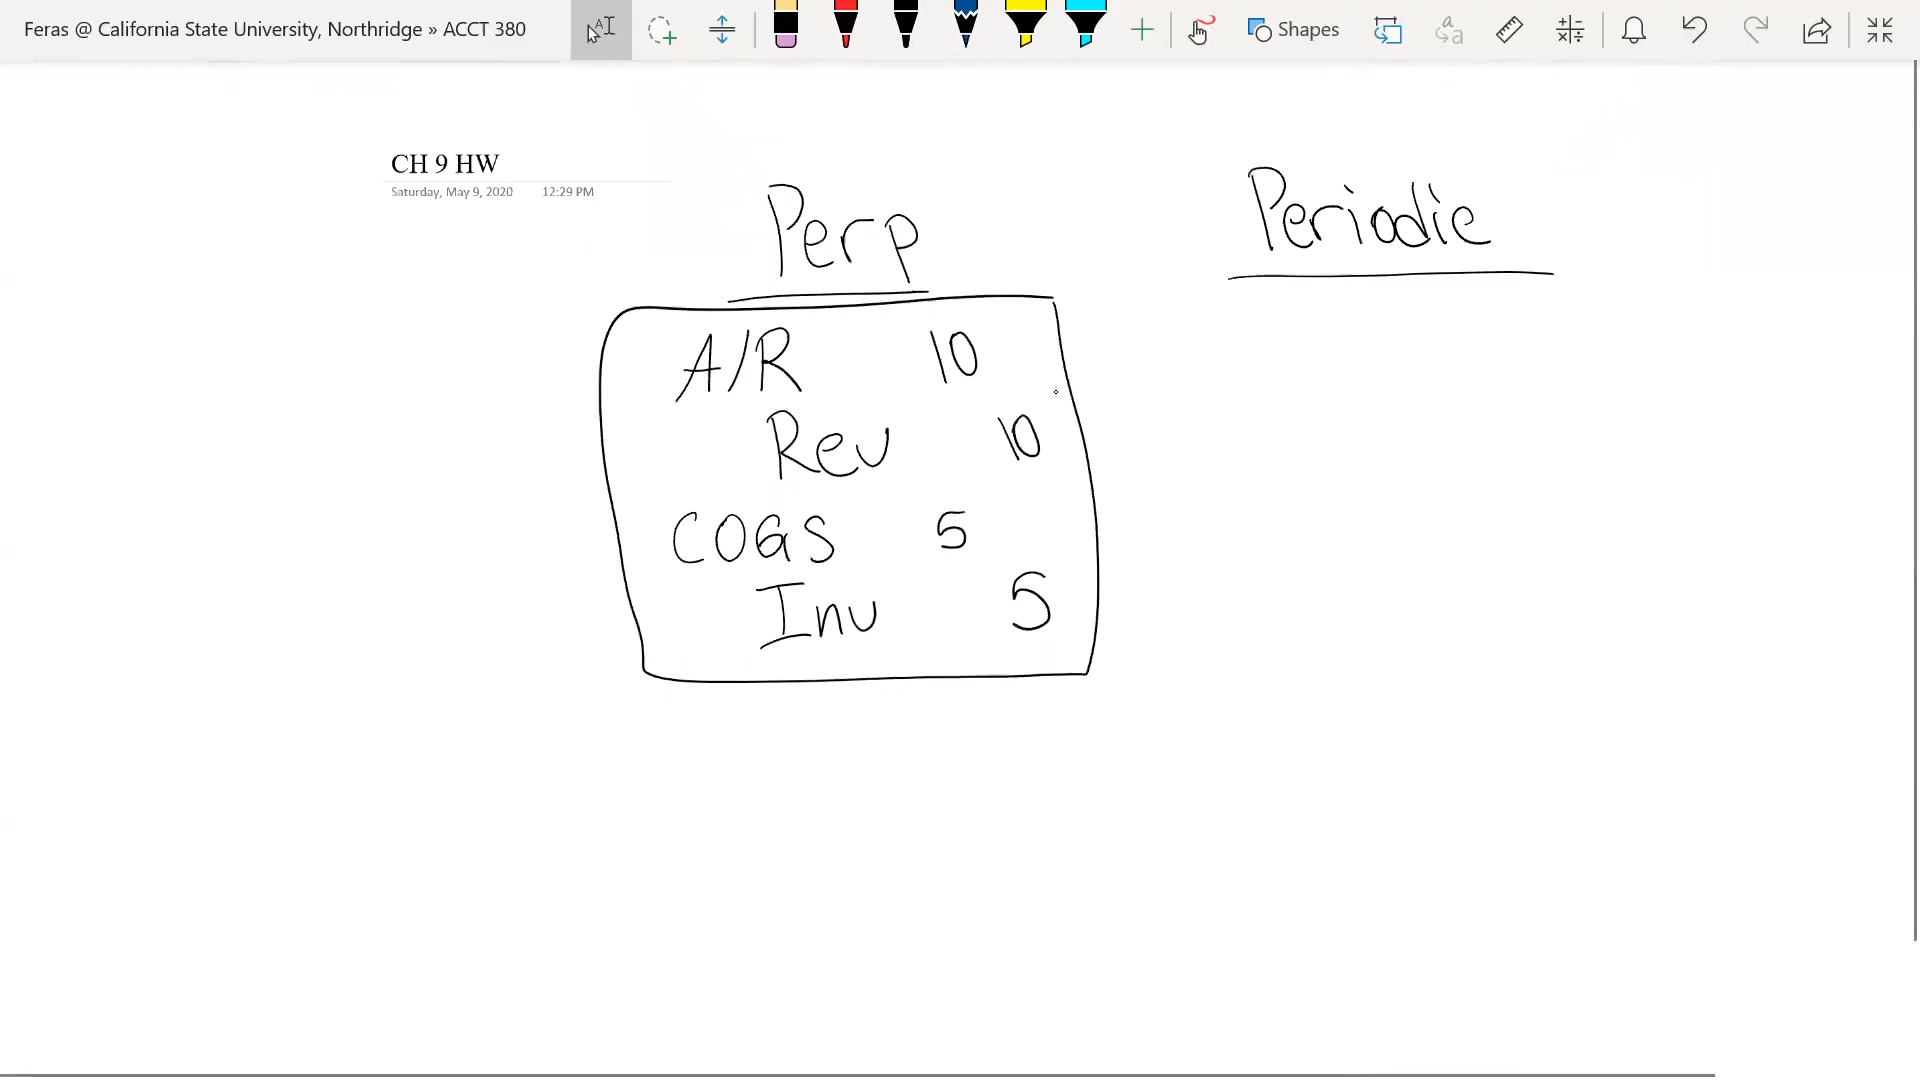 Feras @ California State University, Northridge » ACCT 380
Shapes
CH 9 HW
Saturday, May 9, 2020 12:29 PM
Perp
Periodic
A/R 10
Rev 10
COGS 5
Inv 5